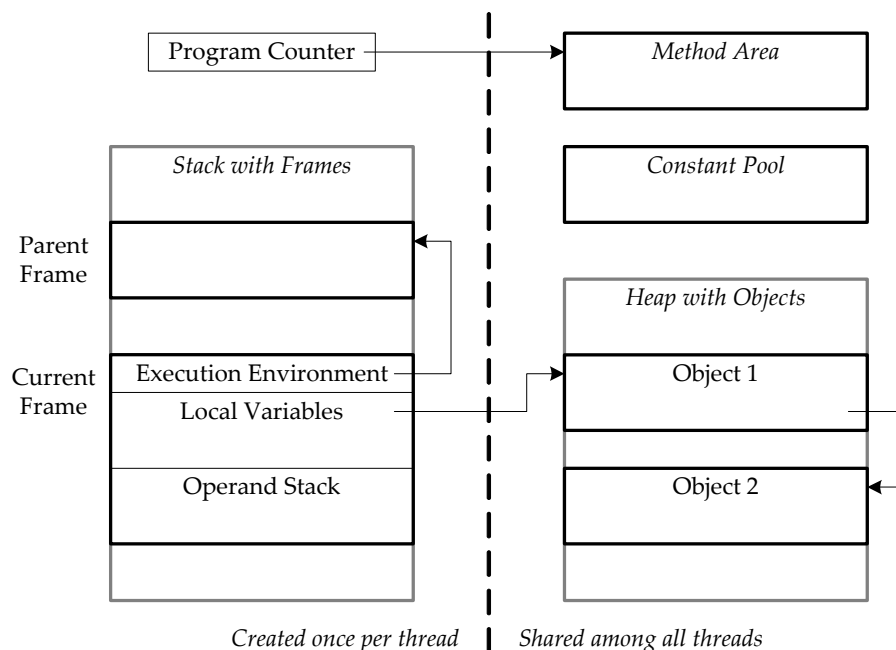 Program Counter
Method Area
Stack with Frames
Constant Pool
Parent
Frame
Heap with Objects
Current
Frame
Execution Environment
Object 1
Local Variables
Operand Stack
Object 2
Created once per thread
Shared among all threads